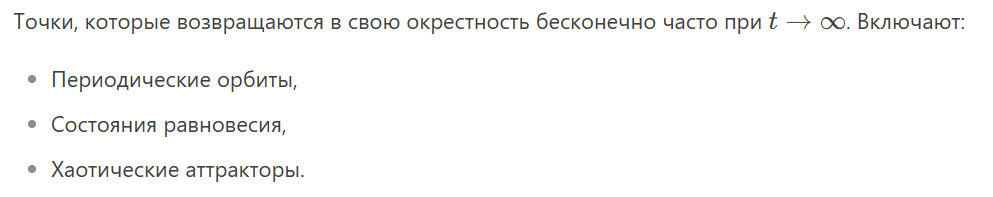 Точки, которые возвращаются в свою окрестность бесконечно часто при t → ∞. Включают:
Периодические орбиты,
Состояния равновесия,
Хаотические аттракторы.